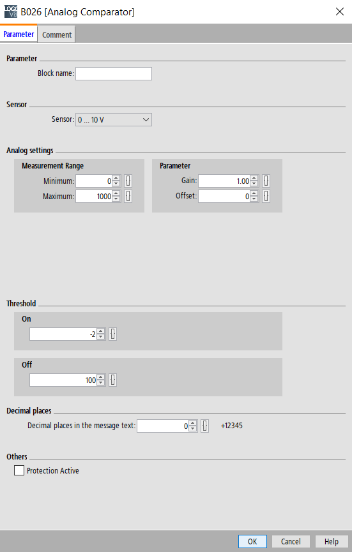 LOGO V8 B026 [Analog Comparator]
Parameter Comment
Parameter
Block name:
Sensor
Sensor: 0 ... 10 V
Analog settings
Measurement Range Parameter
Minimum: 0 Gain: 1.00
Maximum: 1000 Offset: 0
Threshold
On
-2
Off
100
Decimal places
Decimal places in the message text: 0 +12345
Others
Protection Active
OK Cancel Help